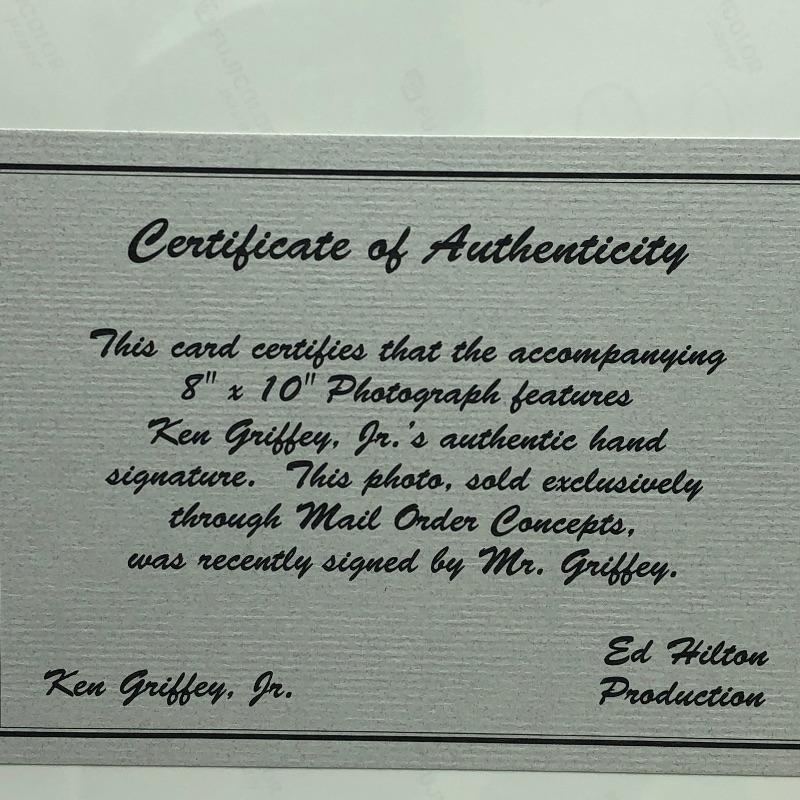 Certificate of Authenticity
This card certifies that the accompanying
8" x 10" Photograph features
Ken Griffey, Jr.'s authentic hand
signature. This photo, sold exclusively
through Mail Order Concepts,
was recently signed by Mr. Griffey.
Ken Griffey, Jr.
Ed Hilton
Production